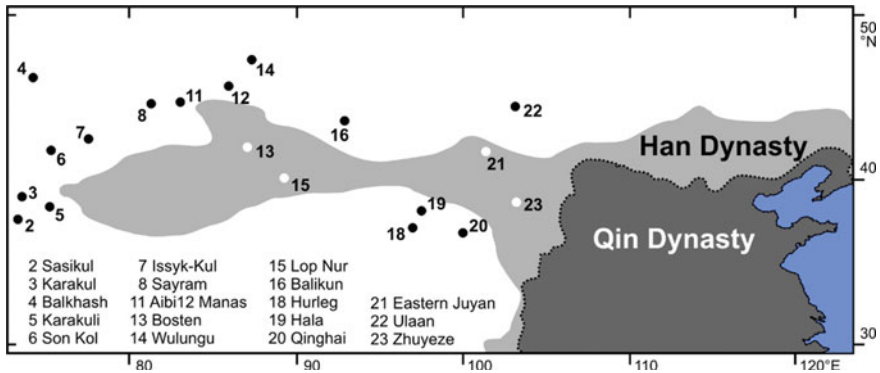 50
°N
4
14
12
11
8
22
16
7
Han Dynasty
13
21
6
40
15
3
19
23
5
2
18
20
Qin Dynasty
2 Sasikul 7 Issyk-Kul 15 Lop Nur
3 Karakul 8 Sayram 16 Balikun
4 Balkhash 11 Aibi12 Manas 18 Hurleg 21 Eastern Juyan
5 Karakuli 13 Bosten 19 Hala 22 Ulaan
6 Son Kol 14 Wulungu 20 Qinghai 23 Zhuyeze
30
80 90 100 110 120°E